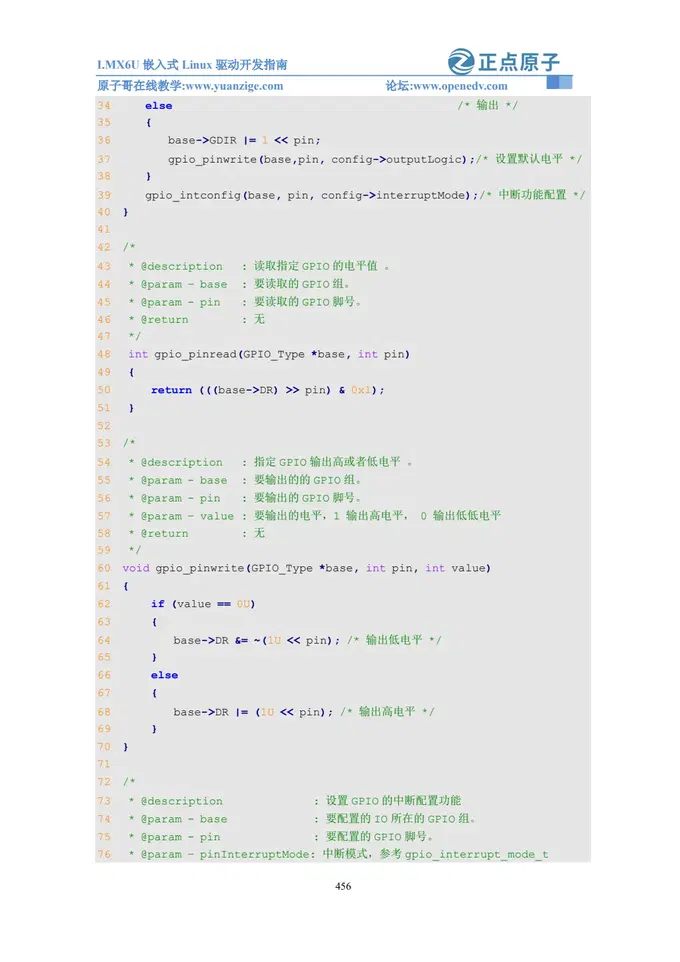 I.MX6U 嵌入式 Linux 驱动开发指南
正点原子
原子哥在线教学:www.yuanzige.com 论坛:www.openedv.com
34 else /* 输出 */
35 {
36 base->GDIR |= 1 << pin;
37 gpio_pinwrite(base,pin, config->outputLogic);/* 设置默认电平 */
38 }
39 gpio_intconfig(base, pin, config->interruptMode);/* 中断功能配置 */
40 }
41
42 /*
43 * @description : 读取指定 GPIO 的电平值 。
44 * @param – base : 要读取的 GPIO 组。
45 * @param - pin : 要读取的 GPIO 脚号。
46 * @return : 无
47 */
48 int gpio_pinread(GPIO_Type *base, int pin)
49 {
50 return (((base->DR) >> pin) & 0x1);
51 }
52
53 /*
54 * @description : 指定 GPIO 输出高或者低电平 。
55 * @param - base : 要输出的的 GPIO 组。
56 * @param - pin : 要输出的 GPIO 脚号。
57 * @param – value : 要输出的电平，1 输出高电平， 0 输出低低电平
58 * @return : 无
59 */
60 void gpio_pinwrite(GPIO_Type *base, int pin, int value)
61 {
62 if (value == 0U)
63 {
64 base->DR &= ~(1U << pin); /* 输出低电平 */
65 }
66 else
67 {
68 base->DR |= (1U << pin); /* 输出高电平 */
69 }
70 }
71
72 /*
73 * @description : 设置 GPIO 的中断配置功能
74 * @param - base : 要配置的 IO 所在的 GPIO 组。
75 * @param - pin : 要配置的 GPIO 脚号。
76 * @param – pinInterruptMode: 中断模式，参考 gpio_interrupt_mode_t
456